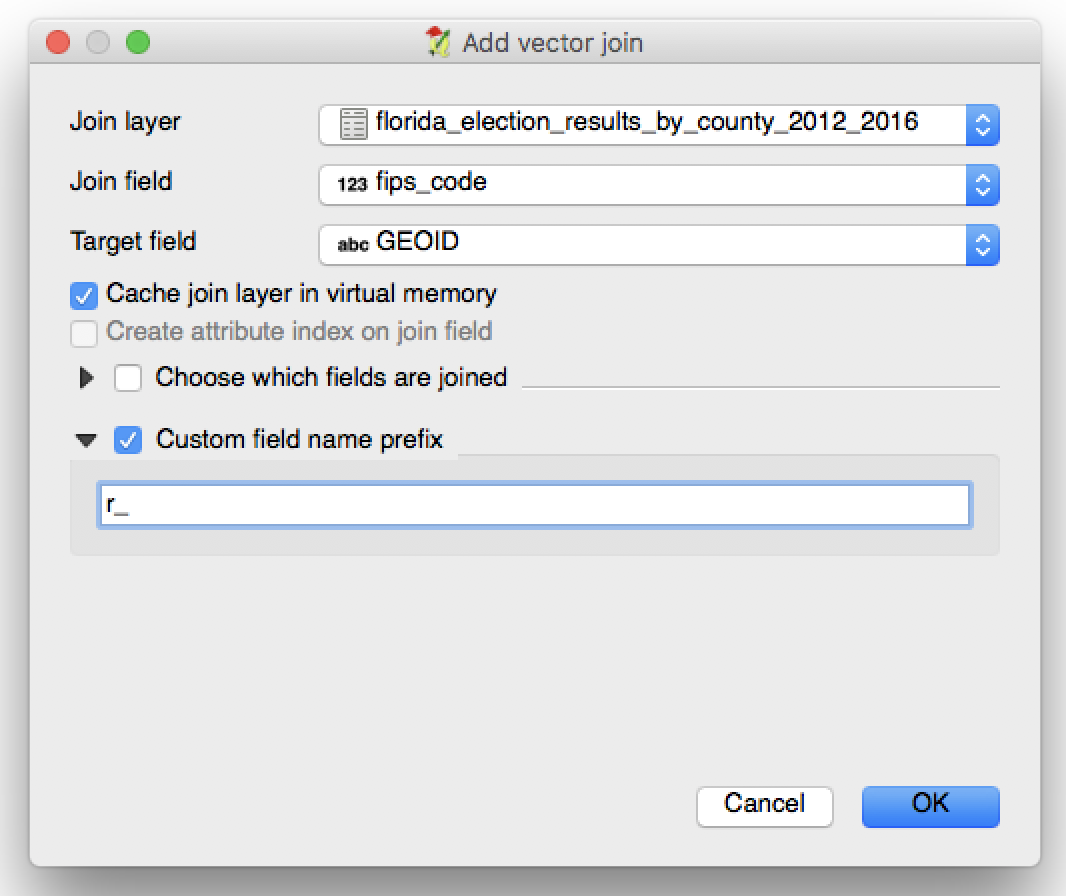 Add vector join
Join layer florida_election_results_by_county_2012_2016
Join field 123 fips_code
Target field abc GEOID
Cache join layer in virtual memory
Create attribute index on join field
Choose which fields are joined
Custom field name prefix
r_
Cancel OK